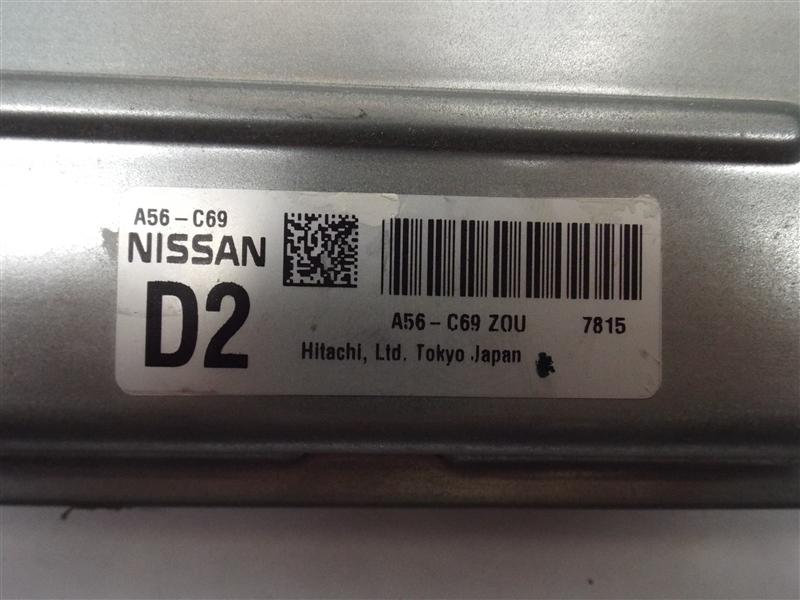 A56-C69
NISSAN
D2
A56-C69 ZOU 7815
Hitachi, Ltd. Tokyo Japan